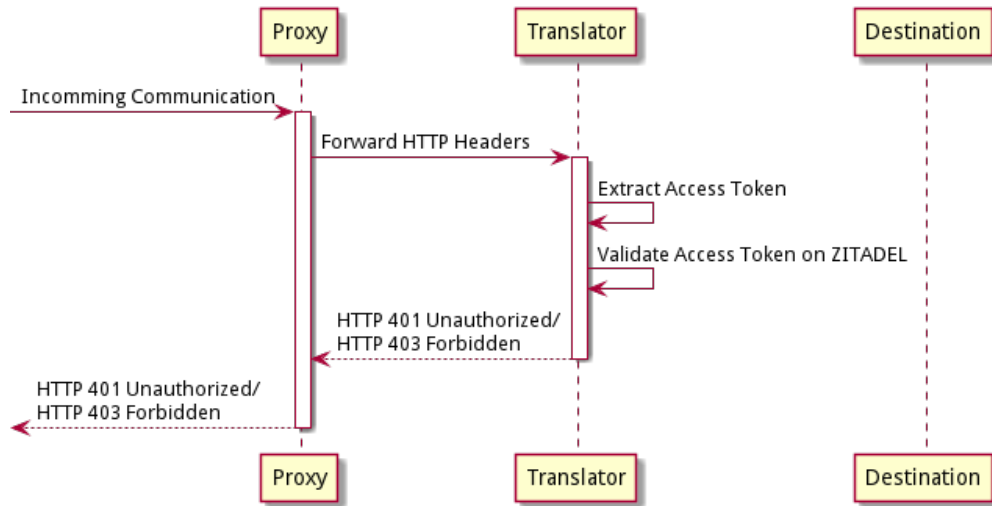 Proxy
Translator
Destination
Incomming Communication
Forward HTTP Headers
Extract Access Token
Validate Access Token on ZITADEL
HTTP 401 Unauthorized/
HTTP 403 Forbidden
HTTP 401 Unauthorized/
HTTP 403 Forbidden
Proxy
Translator
Destination